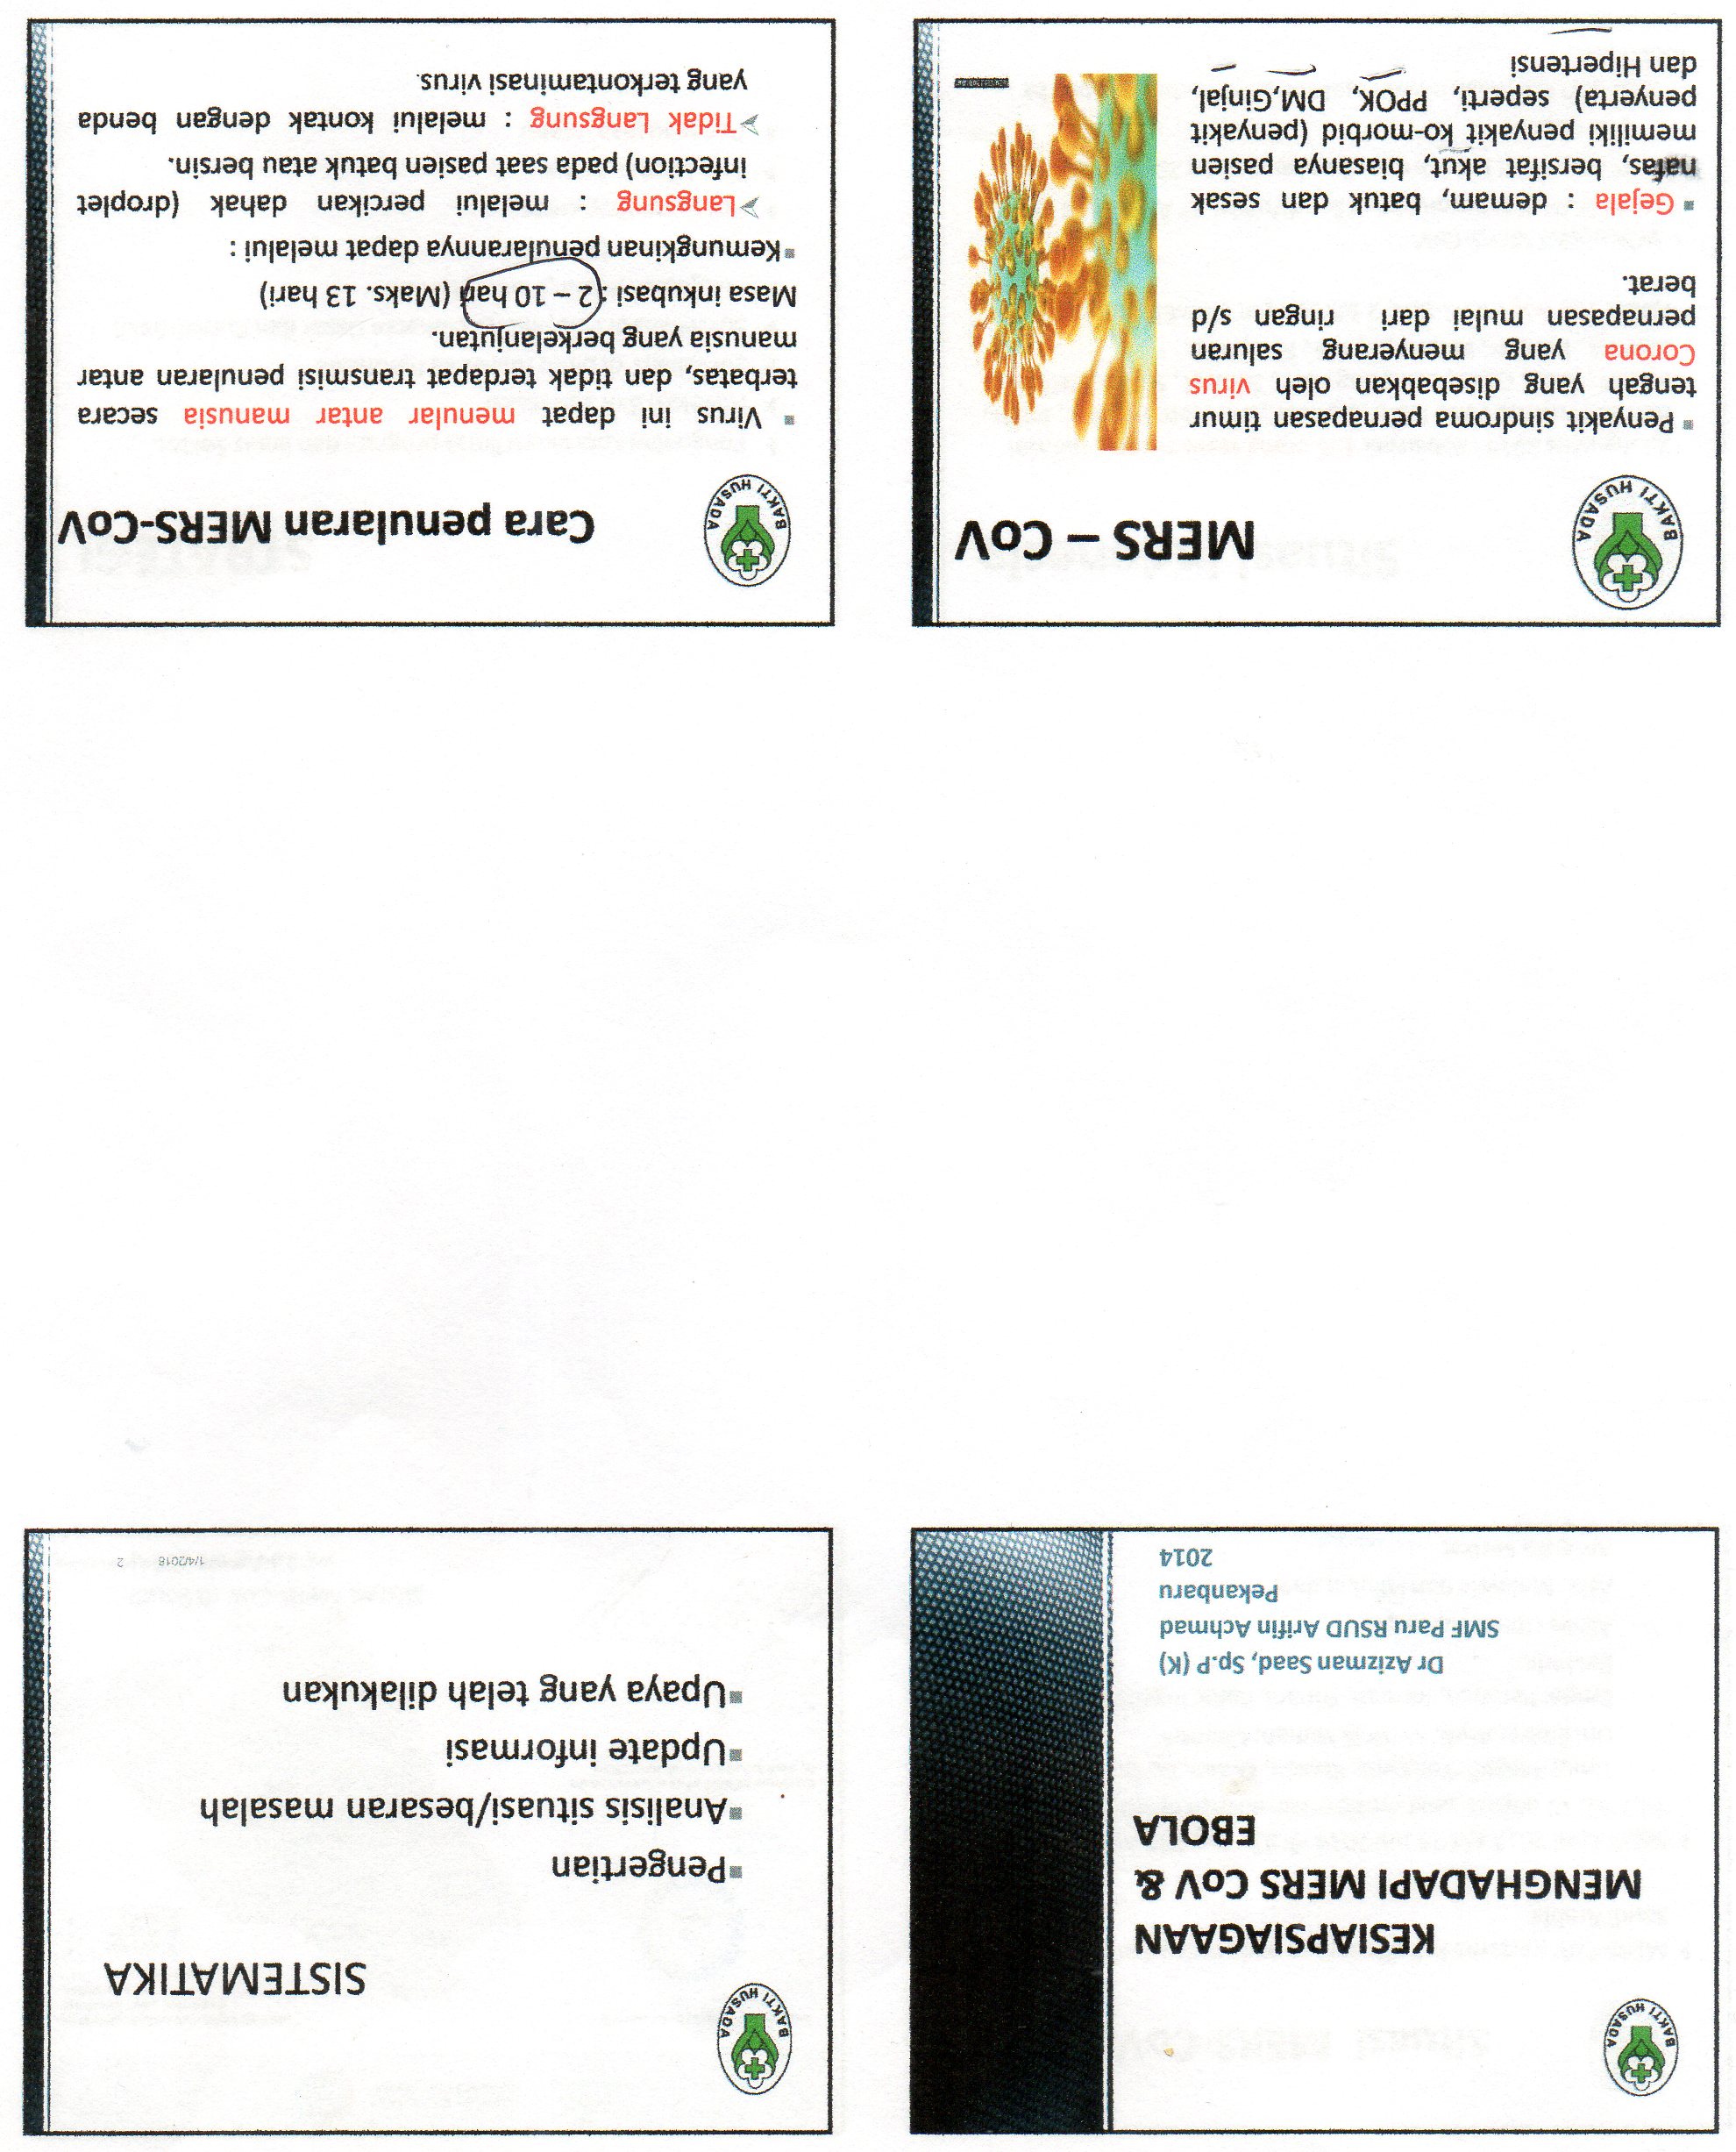 BAKTI HUSADA
KESIAPSIAGAAN
MENGHADAPI MERS CoV &
EBOLA
Dr Azizman Saad, Sp.P (K)
SMF Paru RSUD Arifin Achmad
Pekanbaru
2014
BAKTI HUSADA
SISTEMATIKA
▪Pengertian
▪Analisis situasi/besaran masalah
▪Update informasi
▪Upaya yang telah dilakukan
1/4/2018 2
BAKTI HUSADA
MERS – CoV
▪ Penyakit sindroma pernapasan timur
tengah yang disebabkan oleh virus
Corona yang menyerang saluran
pernapasan mulai dari ringan s/d
berat.
▪ Gejala : demam, batuk dan sesak
nafas, bersifat akut, biasanya pasien
memiliki penyakit ko-morbid (penyakit
penyerta) seperti, PPOK, DM,Ginjal,
dan Hipertensi
BAKTI HUSADA
Cara penularan MERS-CoV
▪ Virus ini dapat menular antar manusia secara
terbatas, dan tidak terdapat transmisi penularan antar
manusia yang berkelanjutan.
Masa inkubasi : 2 – 10 hari (Maks. 13 hari)
▪Kemungkinan penularannya dapat melalui :
➢Langsung : melalui percikan dahak (droplet
infection) pada saat pasien batuk atau bersin.
➢Tidak Langsung : melalui kontak dengan benda
yang terkontaminasi virus.